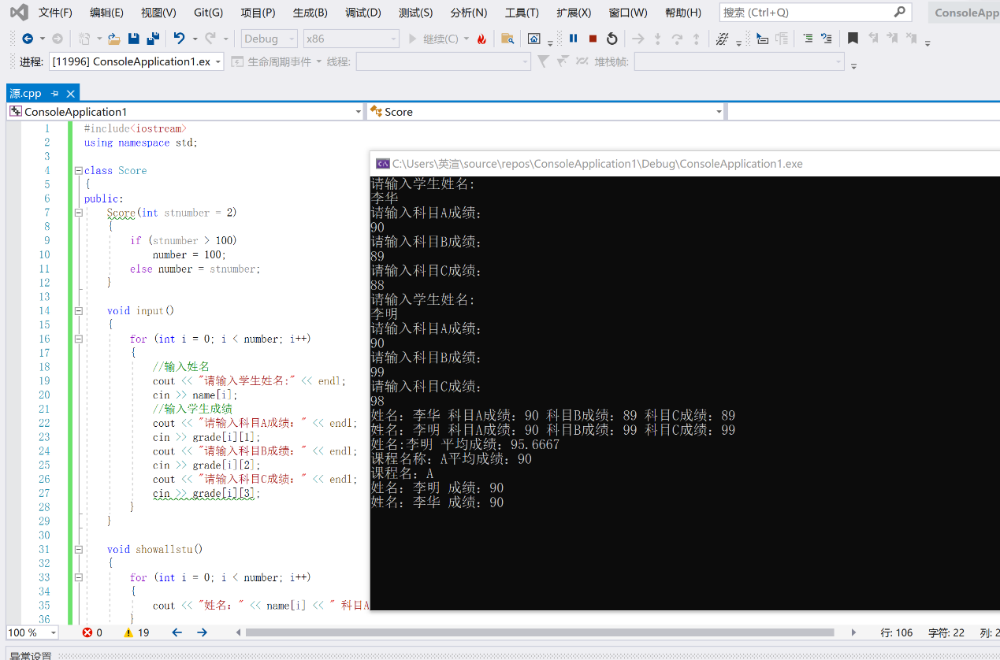 文件(F) 编辑(E) 视图(V) Git(G) 项目(P) 生成(B) 调试(D) 测试(S) 分析(N) 工具(T) 扩展(X) 窗口(W) 帮助(H) 搜索 (Ctrl+Q) ConsoleApp
Debug x86 继续(C)
进程: [11996] ConsoleApplication1.ex 生命周期事件 线程: 堆栈帧:
源.cpp
ConsoleApplication1 Score
1 #include<iostream>
2 using namespace std;
3
4 class Score
5 {
6 public:
7 Score(int stnumber = 2)
8 {
9 if (stnumber > 100)
10 number = 100;
11 else number = stnumber;
12 }
13
14 void input()
15 {
16 for (int i = 0; i < number; i++)
17 {
18 //输入姓名
19 cout << "请输入学生姓名:" << endl;
20 cin >> name[i];
21 //输入学生成绩
22 cout << "请输入科目A成绩：" << endl;
23 cin >> grade[i][1];
24 cout << "请输入科目B成绩：" << endl;
25 cin >> grade[i][2];
26 cout << "请输入科目C成绩：" << endl;
27 cin >> grade[i][3];
28 }
29 }
30
31 void showallstu()
32 {
33 for (int i = 0; i < number; i++)
34 {
35 cout << "姓名：" << name[i] << " 科目A
36 }
C:\Users\英渲\source\repos\ConsoleApplication1\Debug\ConsoleApplication1.exe
请输入学生姓名:
李华
请输入科目A成绩：
90
请输入科目B成绩：
89
请输入科目C成绩：
88
请输入学生姓名:
李明
请输入科目A成绩：
90
请输入科目B成绩：
99
请输入科目C成绩：
98
姓名：李华 科目A成绩：90 科目B成绩：89 科目C成绩：89
姓名：李明 科目A成绩：90 科目B成绩：99 科目C成绩：99
姓名:李明 平均成绩：95.6667
课程名称：A平均成绩：90
课程名：A
姓名：李明 成绩：90
姓名：李华 成绩：90
100 % 0 19 行: 106 字符: 22 列: 2
异常设置